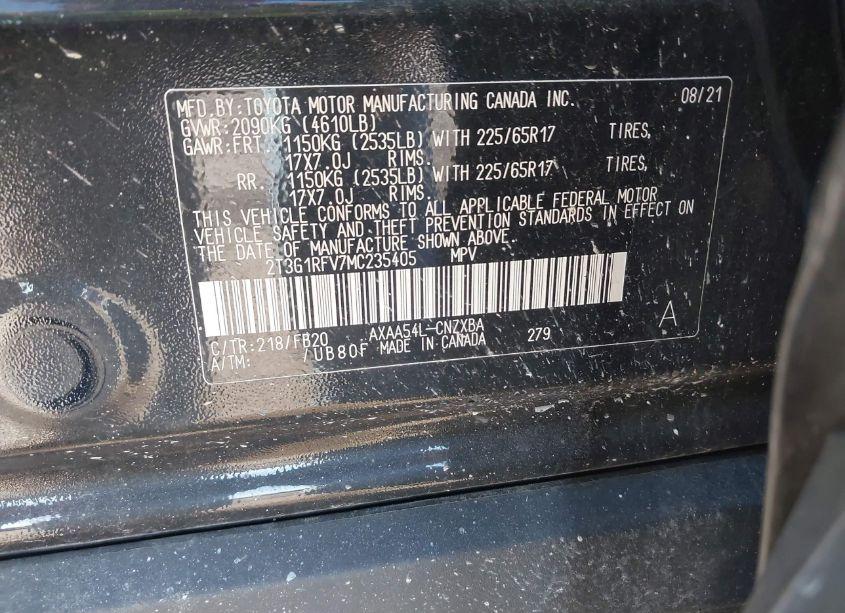 MFD.BY:TOYOTA MOTOR MANUFACTURING CANADA INC. 08/21
GVWR:2090KG (4610LB)
GAWR:FRT. 1150KG (2535LB) WITH 225/65R17 TIRES,
17X7.0J RIMS.
RR. 1150KG (2535LB) WITH 225/65R17 TIRES,
17X7.0J RIMS.
THIS VEHICLE CONFORMS TO ALL APPLICABLE FEDERAL MOTOR
VEHICLE SAFETY AND THEFT PREVENTION STANDARDS IN EFFECT ON
THE DATE OF MANUFACTURE SHOWN ABOVE.
2T3G1RFV7MC235405 MPV
C/TR:218/FB20 AXAA54L-CNZXBA A
A/TM: /UB80F MADE IN CANADA 279